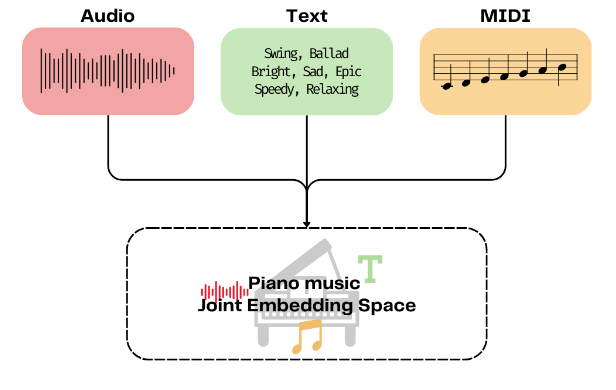 Audio
Text
MIDI
Swing, Ballad
Bright, Sad, Epic
Speedy, Relaxing
T
Piano music
Joint Embedding Space